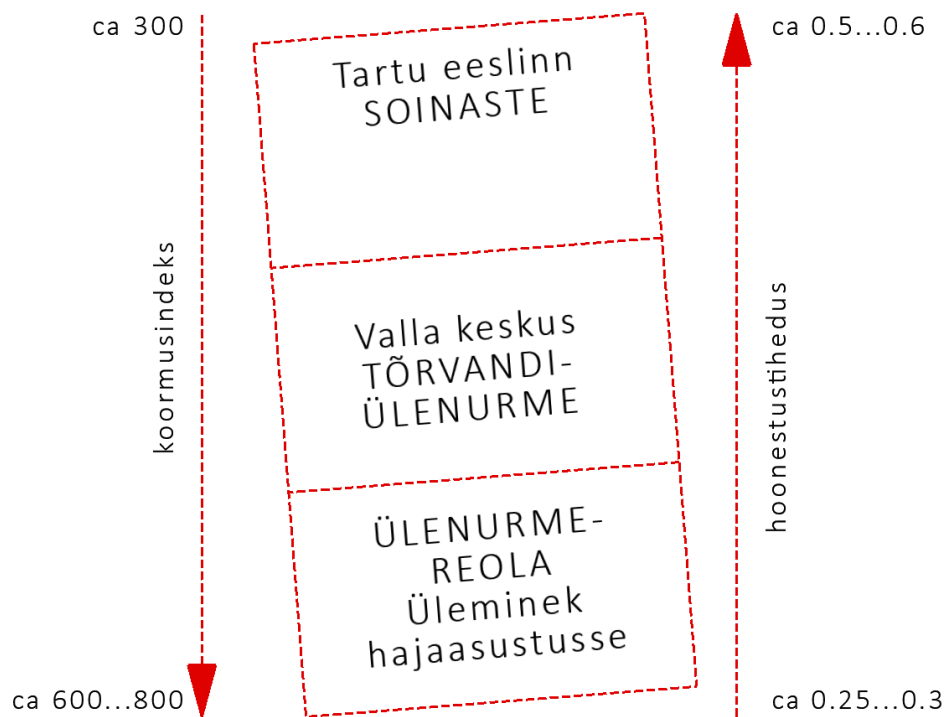 ca 300
ca 0.5...0.6
Tartu eeslinn
SOINASTE
koormusindeks
Valla keskus
TÕRVANDI-
ÜLENURME
hoonestustihedus
ÜLENURME-
REOLA
Üleminek
hajaasustusse
ca 600...800
ca 0.25...0.3